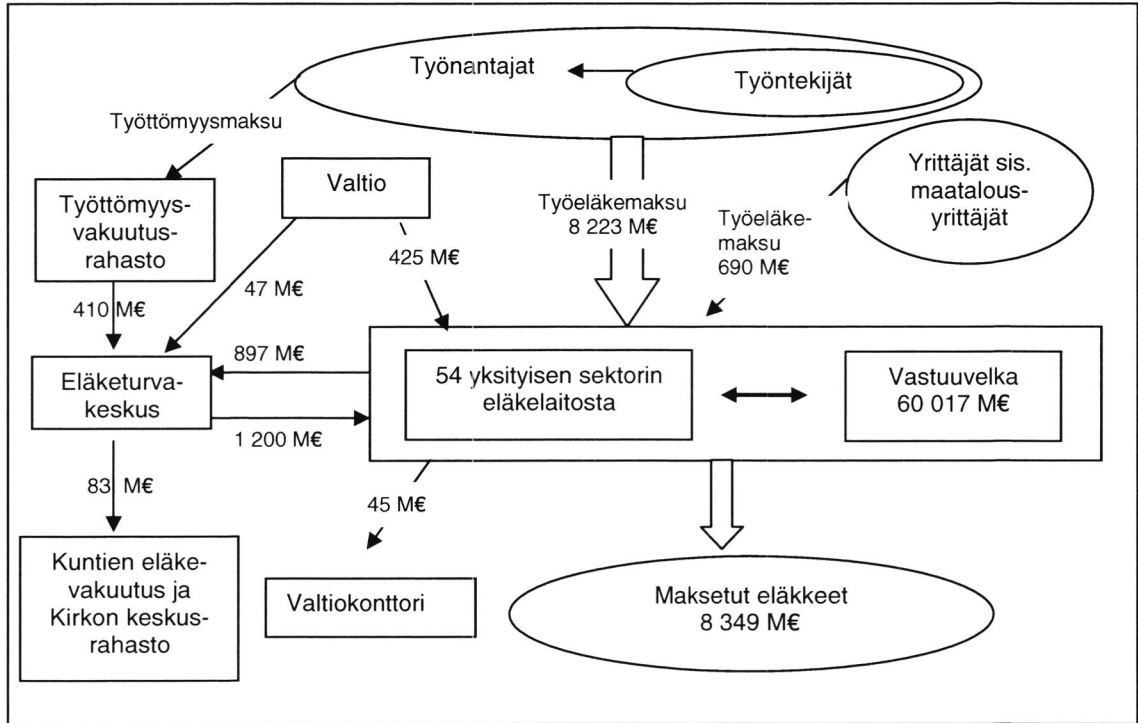 Työnantajat
Työntekijät
Työttömyysmaksu
Yrittäjät sis.
maatalous-
yrittäjät
Valtio
Työttömyys-
vakuutus-
rahasto
Työeläkemaksu
8 223 M€
Työeläke-
maksu
690 M€
425 M€
47 M€
410 M€
897 M€
Eläketurva-
keskus
54 yksityisen sektorin
eläkelaitosta
Vastuuvelka
60 017 M€
1 200 M€
83 M€
45 M€
Kuntien eläke-
vakuutus ja
Kirkon keskus-
rahasto
Valtiokonttori
Maksetut eläkkeet
8 349 M€